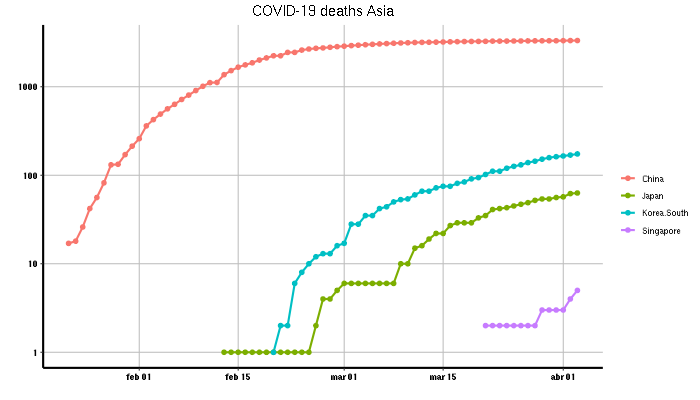 COVID-19 deaths Asia
1000
100
10
1
feb 01
feb 15
mar 01
mar 15
abr 01
China
Japan
Korea.South
Singapore